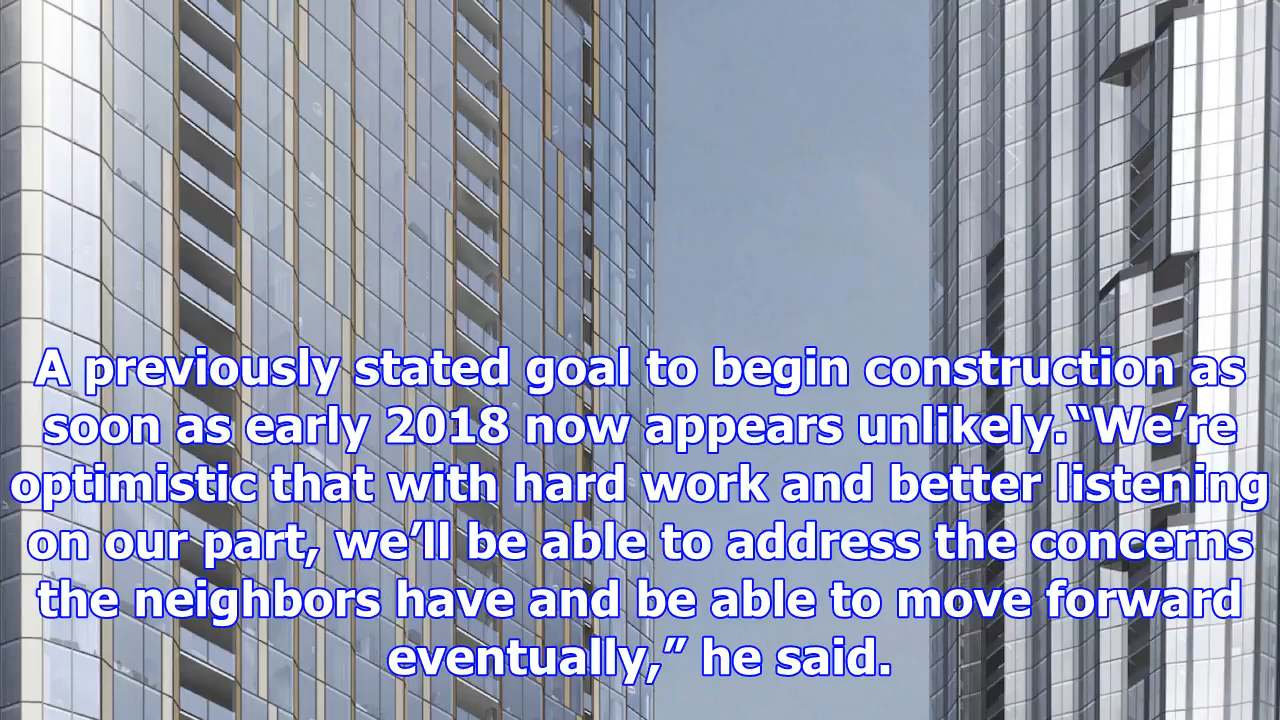 A previously stated goal to begin construction as
soon as early 2018 now appears unlikely.“We’re
optimistic that with hard work and better listening
on our part, we’ll be able to address the concerns
the neighbors have and be able to move forward
eventually,” he said.